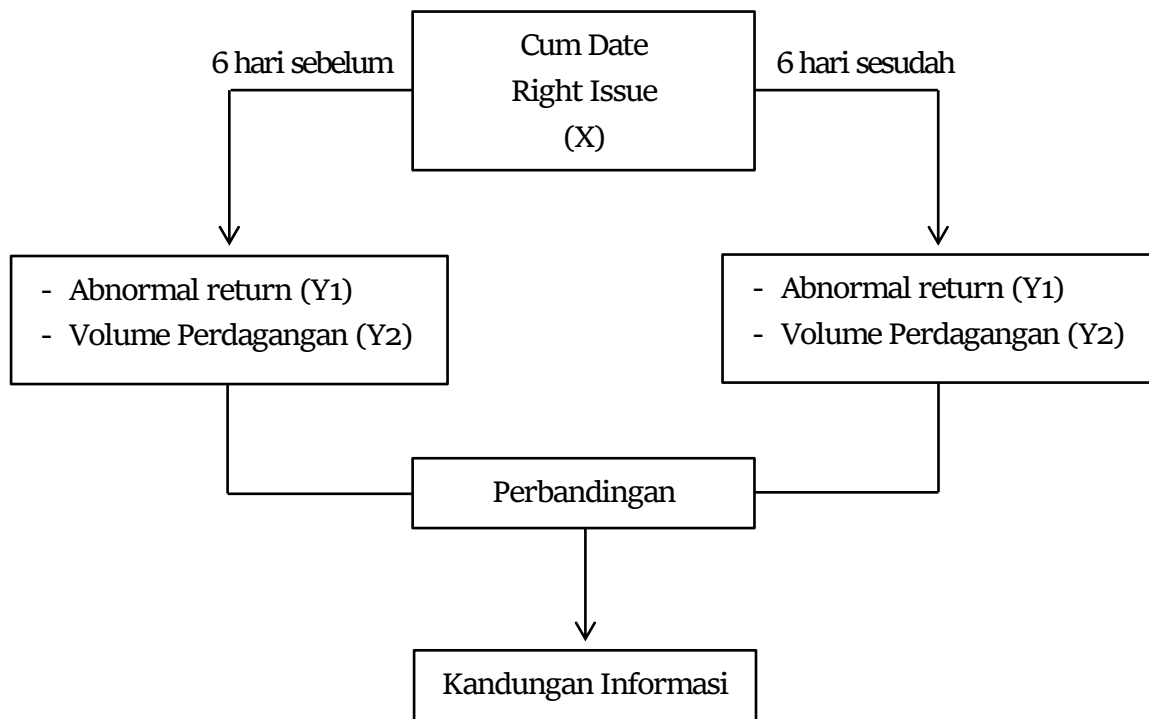 Cum Date
Right Issue
(X)
6 hari sebelum
6 hari sesudah
- Abnormal return (Y1)
- Volume Perdagangan (Y2)
- Abnormal return (Y1)
- Volume Perdagangan (Y2)
Perbandingan
Kandungan Informasi